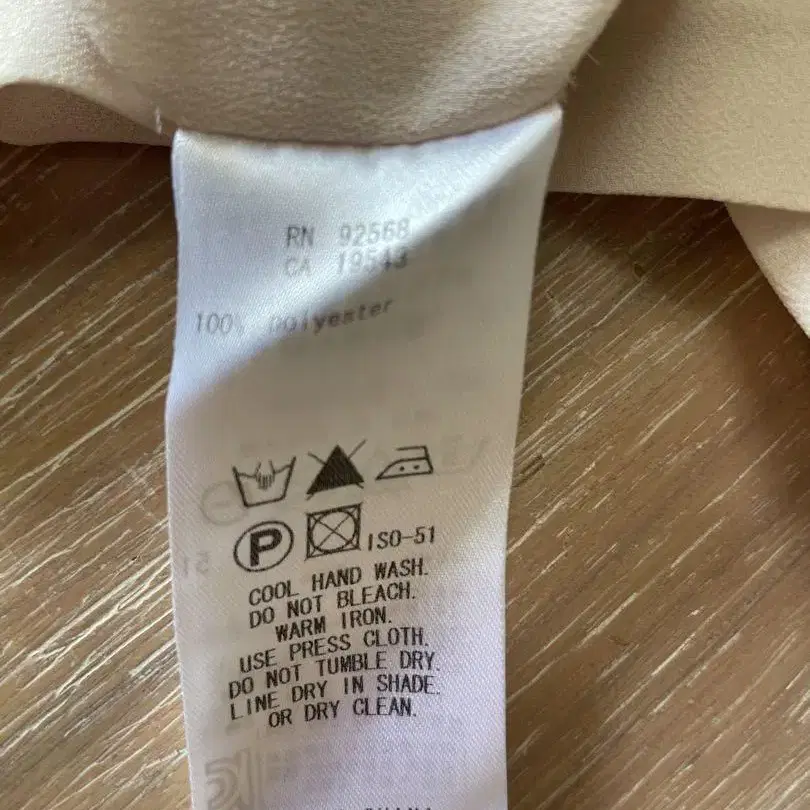 RN 92568
CA 19543
100% polyester
P
ISO-51
COOL HAND WASH.
DO NOT BLEACH.
WARM IRON.
USE PRESS CLOTH.
DO NOT TUMBLE DRY.
LINE DRY IN SHADE.
OR DRY CLEAN.